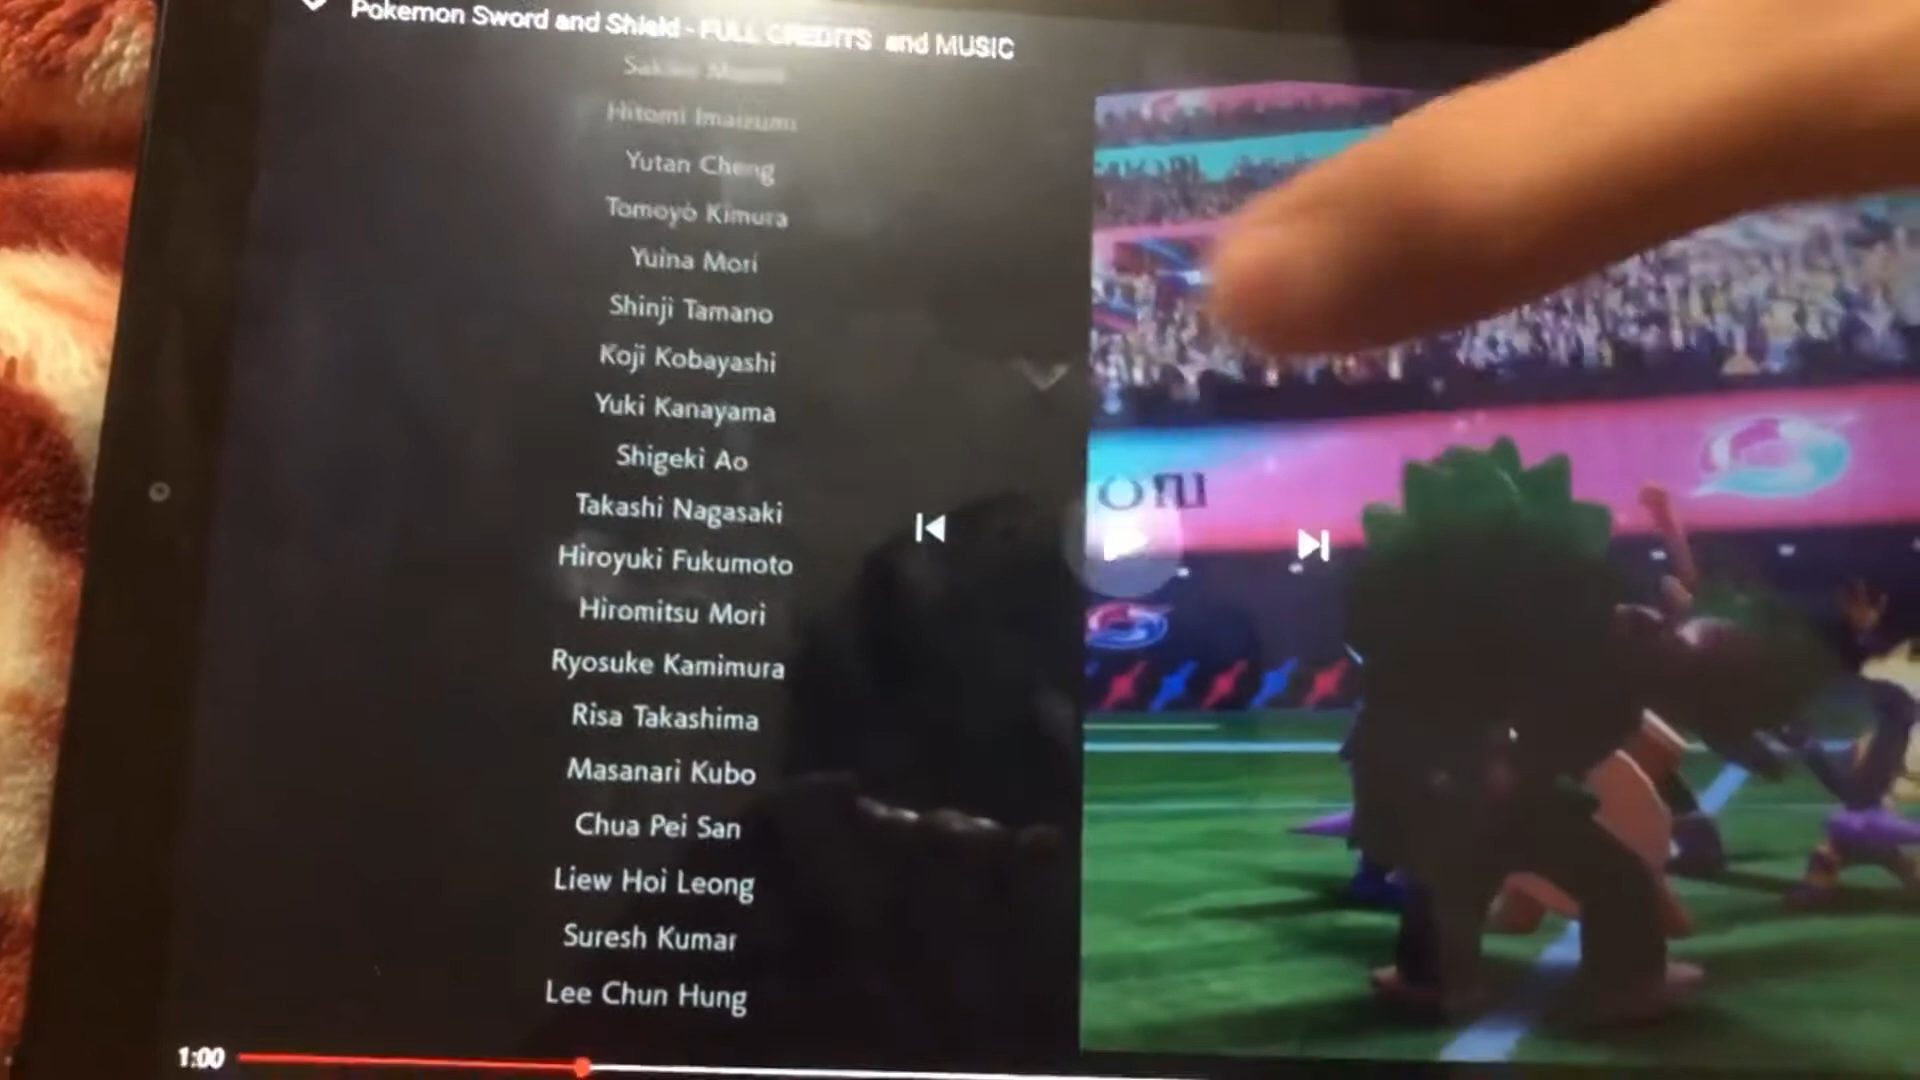 Pokemon Sword and Shield - FULL CREDITS and MUSIC
Hitomi Imaizumi
Yutan Cheng
Tomoyo Kimura
Yuina Mori
Shinji Tamano
Koji Kobayashi
Yuki Kanayama
Shigeki Ao
Takashi Nagasaki
Hiroyuki Fukumoto
Hiromitsu Mori
Ryosuke Kamimura
Risa Takashima
Masanari Kubo
Chua Pei San
Liew Hoi Leong
Suresh Kumar
Lee Chun Hung
1:00